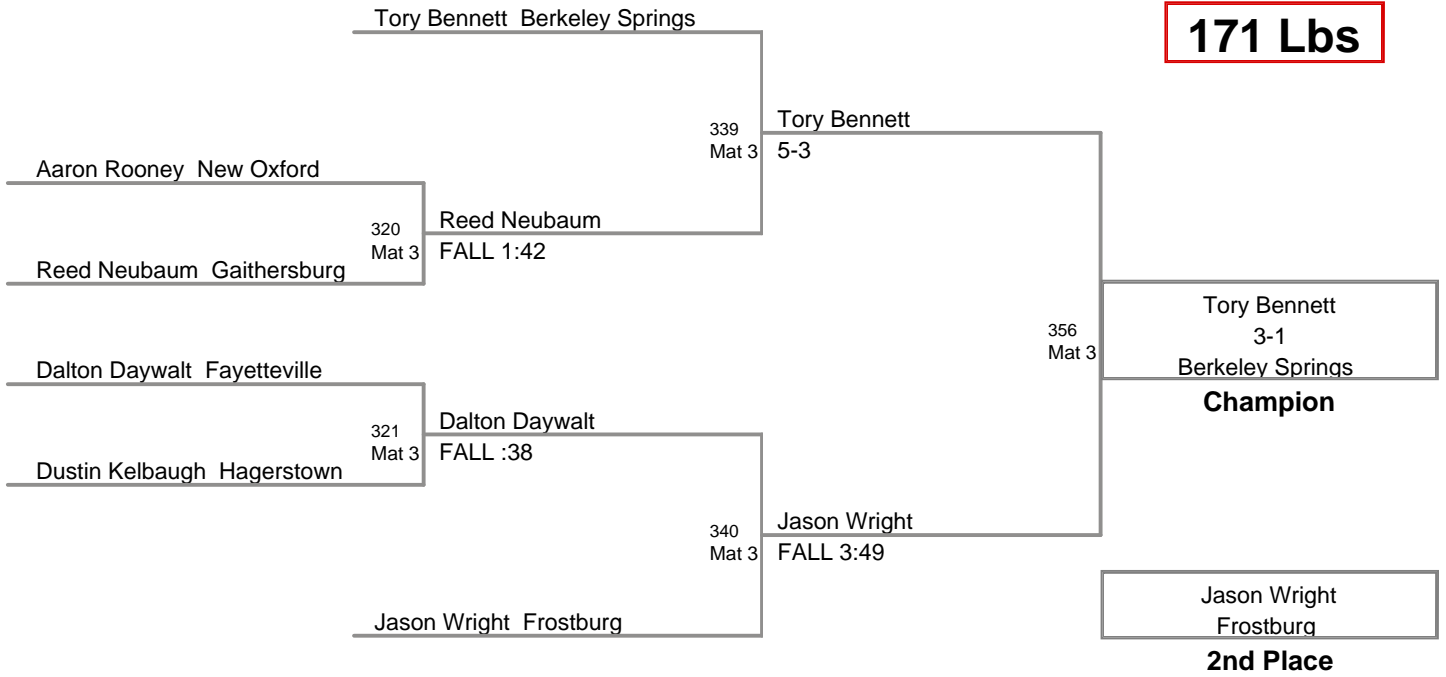 Tory Bennett Berkeley Springs
171 Lbs
339
Mat 3
Tory Bennett
5-3
Aaron Rooney New Oxford
320
Mat 3
Reed Neubaum
FALL 1:42
Reed Neubaum Gaithersburg
356
Mat 3
Tory Bennett
3-1
Berkeley Springs
Champion
Dalton Daywalt Fayetteville
321
Mat 3
Dalton Daywalt
FALL :38
Dustin Kelbaugh Hagerstown
340
Mat 3
Jason Wright
FALL 3:49
Jason Wright Frostburg
Jason Wright
Frostburg
2nd Place